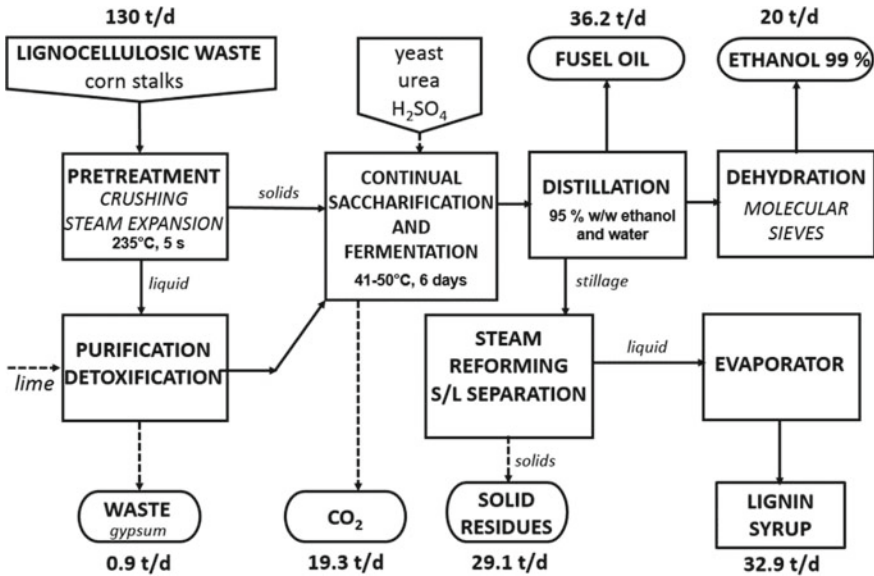 130 t/d
LIGNOCELLULOSIC WASTE
corn stalks
yeast
urea
H₂SO₄
36.2 t/d
FUSEL OIL
20 t/d
ETHANOL 99 %
PRETREATMENT
CRUSHING
STEAM EXPANSION
235°C, 5 s
solids
CONTINUAL
SACCHARIFICATION
AND
FERMENTATION
41-50°C, 6 days
DISTILLATION
95 % w/w ethanol
and water
DEHYDRATION
MOLECULAR
SIEVES
liquid
stillage
PURIFICATION
DETOXIFICATION
lime
STEAM
REFORMING
S/L SEPARATION
liquid
EVAPORATOR
solids
WASTE
gypsum
0.9 t/d
CO₂
19.3 t/d
SOLID
RESIDUES
29.1 t/d
LIGNIN
SYRUP
32.9 t/d